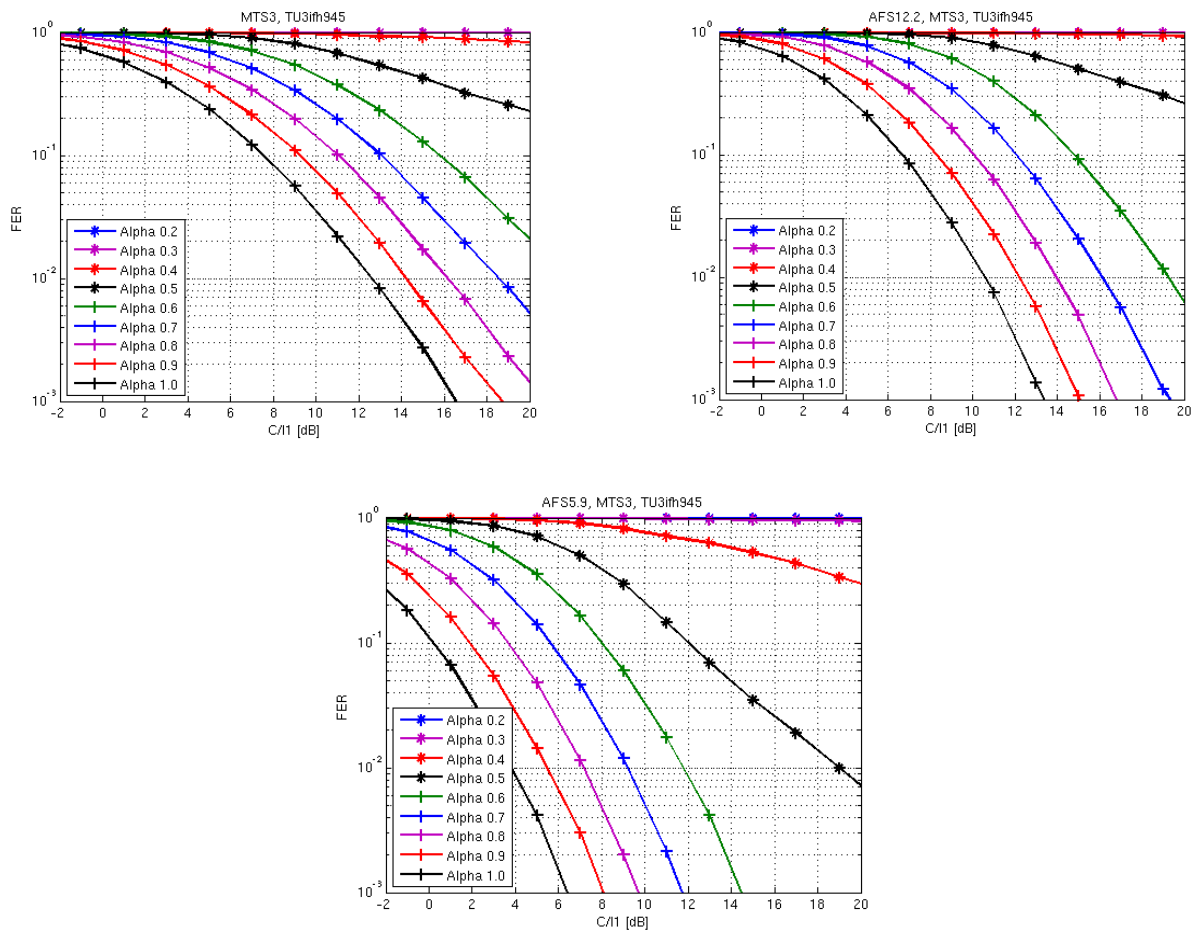 MTS3, TU3ifh945
10^0
10^-1
10^-2
10^-3
FER
Alpha 0.2
Alpha 0.3
Alpha 0.4
Alpha 0.5
Alpha 0.6
Alpha 0.7
Alpha 0.8
Alpha 0.9
Alpha 1.0
-2 0 2 4 6 8 10 12 14 16 18 20
C/I1 [dB]
AFS12.2, MTS3, TU3ifh945
10^0
10^-1
10^-2
10^-3
FER
Alpha 0.2
Alpha 0.3
Alpha 0.4
Alpha 0.5
Alpha 0.6
Alpha 0.7
Alpha 0.8
Alpha 0.9
Alpha 1.0
-2 0 2 4 6 8 10 12 14 16 18 20
C/I1 [dB]
AFS5.9, MTS3, TU3ifh945
10^0
10^-1
10^-2
10^-3
FER
Alpha 0.2
Alpha 0.3
Alpha 0.4
Alpha 0.5
Alpha 0.6
Alpha 0.7
Alpha 0.8
Alpha 0.9
Alpha 1.0
-2 0 2 4 6 8 10 12 14 16 18 20
C/I1 [dB]